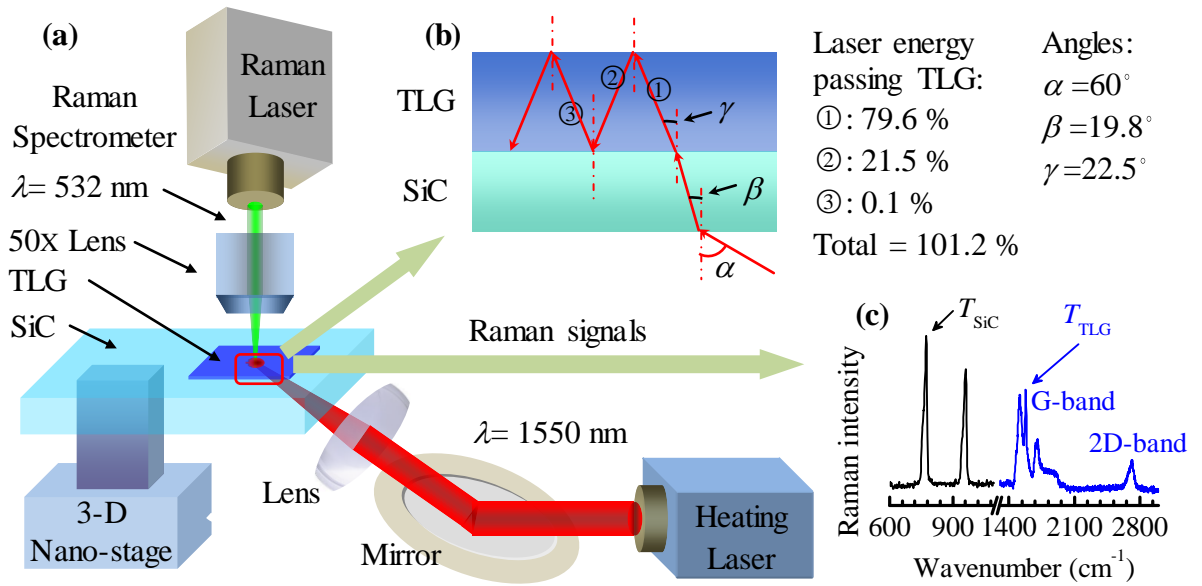 (a)
Raman
Laser
Raman
Spectrometer
λ= 532 nm
50X Lens
TLG
SiC
3-D
Nano-stage
Lens
Mirror
λ= 1550 nm
Heating
Laser
Raman signals
(b)
TLG
SiC
①
②
③
γ
β
α
Laser energy
passing TLG:
①: 79.6 %
②: 21.5 %
③: 0.1 %
Total = 101.2 %
Angles:
α =60°
β =19.8°
γ =22.5°
(c)
T_SiC
T_TLG
G-band
2D-band
Raman intensity
600 900 1400 2100 2800
Wavenumber (cm⁻¹)